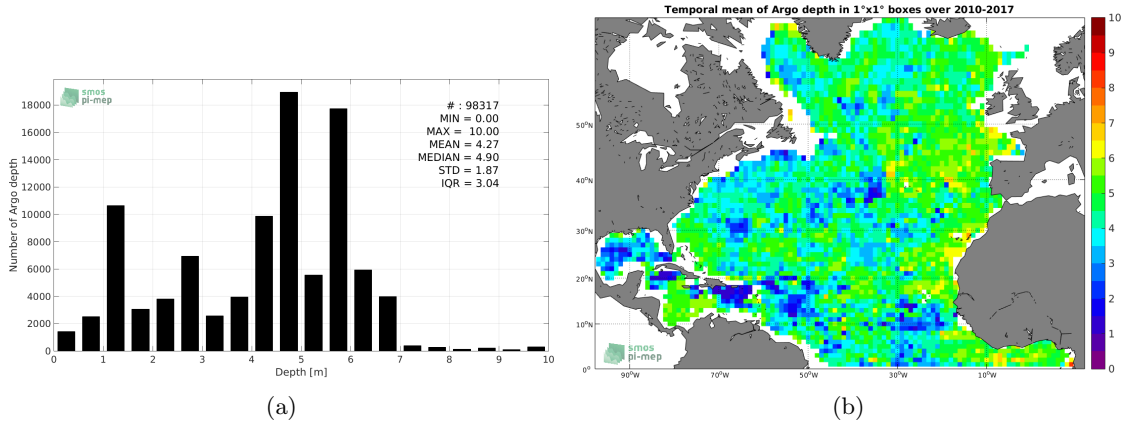 smos
pi-mep
# : 98317
MIN = 0.00
MAX = 10.00
MEAN = 4.27
MEDIAN = 4.90
STD = 1.87
IQR = 3.04
Number of Argo depth
18000
16000
14000
12000
10000
8000
6000
4000
2000
0
0 1 2 3 4 5 6 7 8 9 10
Depth [m]
(a)
Temporal mean of Argo depth in 1°x1° boxes over 2010-2017
50°N
40°N
30°N
20°N
10°N
0°
90°W 70°W 50°W 30°W 10°W
smos
pi-mep
10
9
8
7
6
5
4
3
2
1
0
(b)